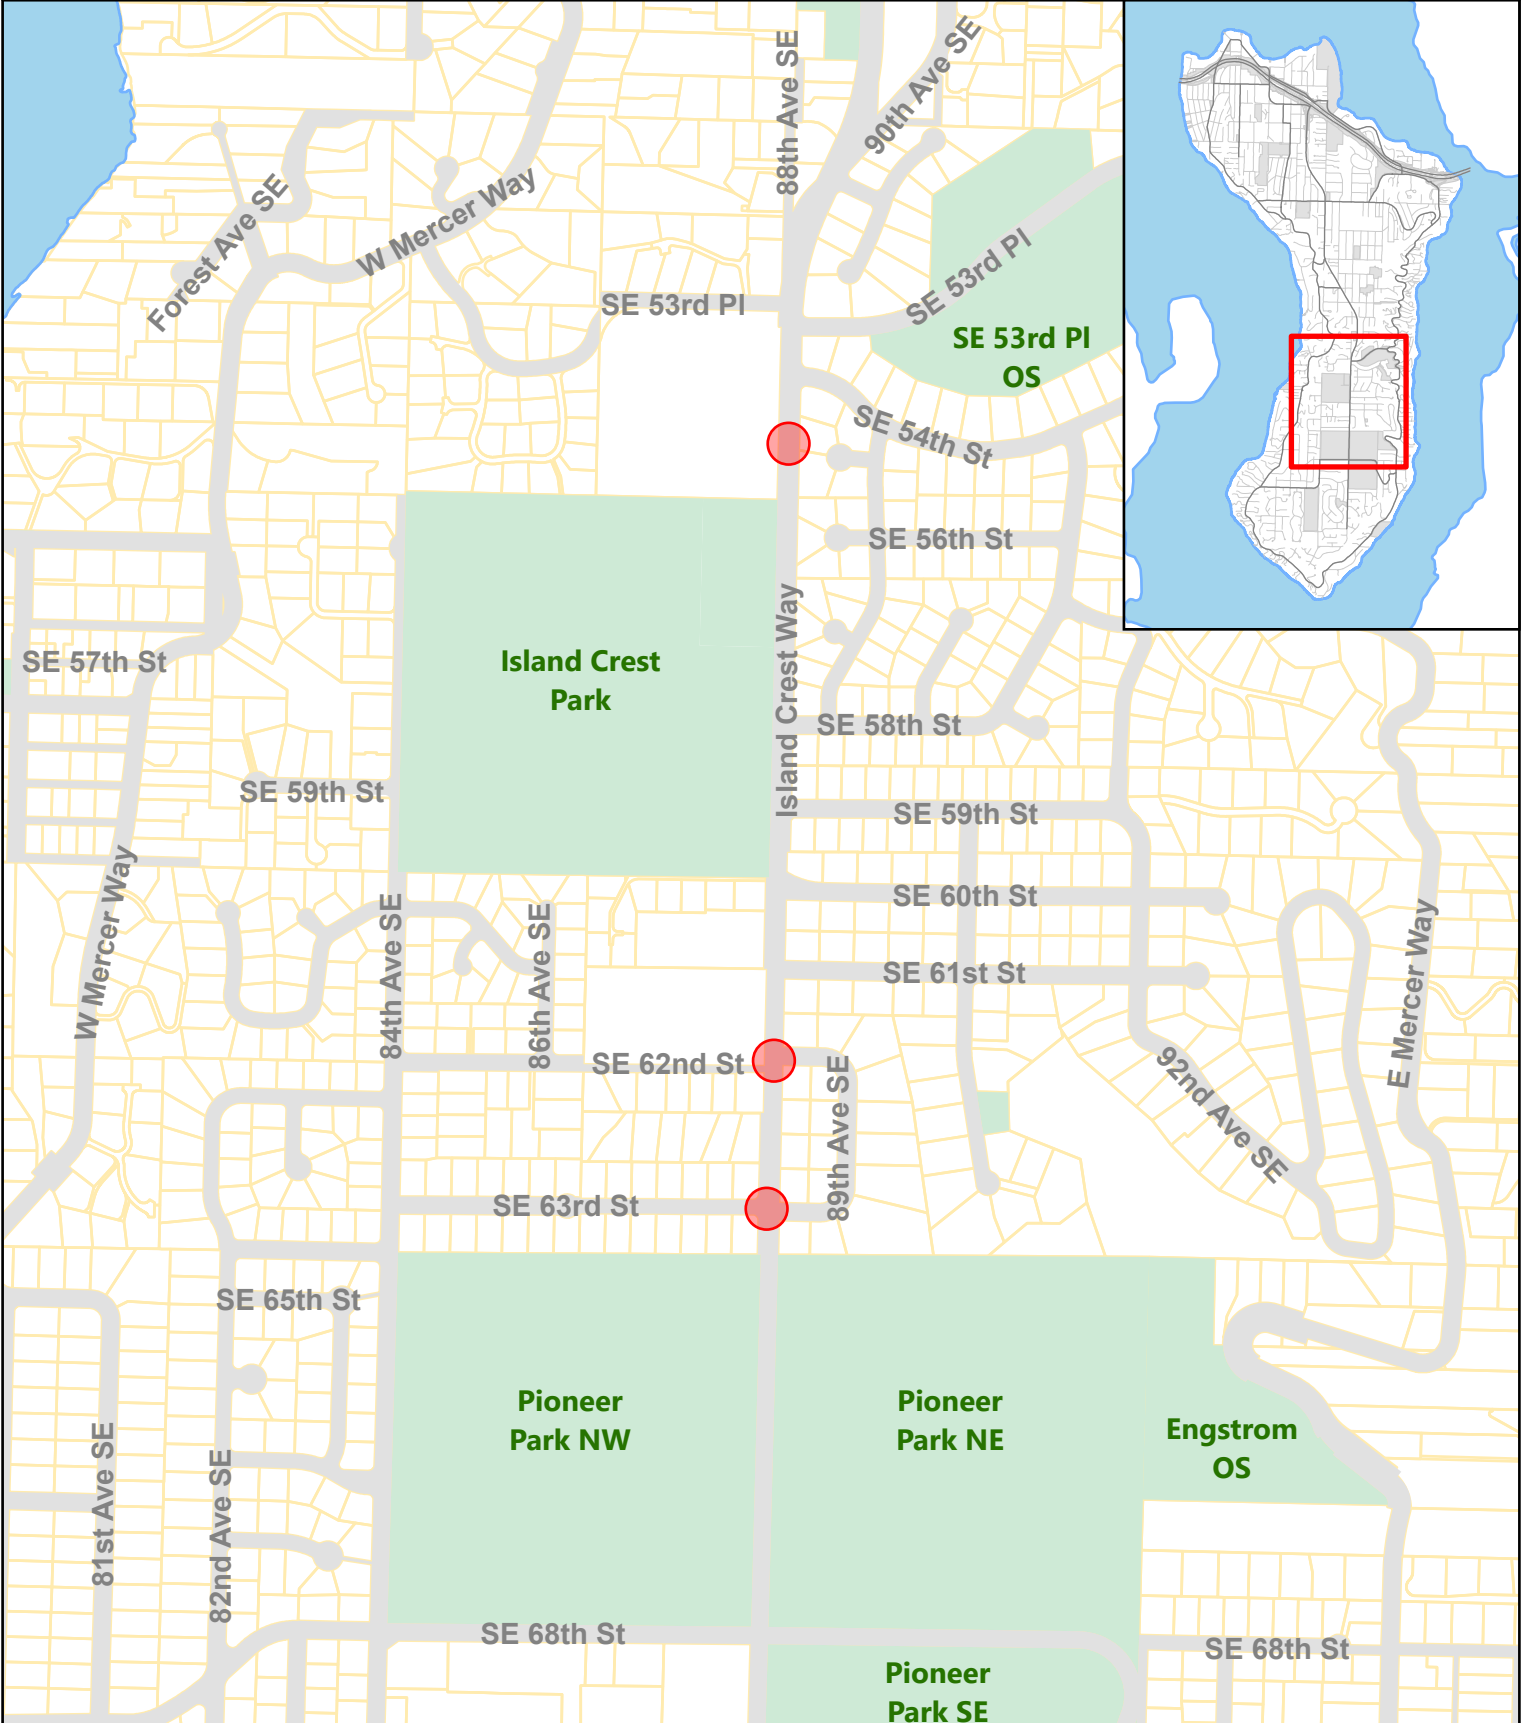 88th Ave SE
90th Ave SE
Forest Ave SE
W Mercer Way
SE 53rd Pl
SE 53rd Pl
SE 53rd Pl
OS
SE 54th St
SE 56th St
Island Crest Way
SE 57th St
Island Crest
Park
SE 58th St
SE 59th St
SE 59th St
W Mercer Way
84th Ave SE
86th Ave SE
SE 60th St
E Mercer Way
SE 61st St
SE 62nd St
89th Ave SE
92nd Ave SE
SE 63rd St
SE 65th St
Pioneer
Park NW
Pioneer
Park NE
Engstrom
OS
81st Ave SE
82nd Ave SE
SE 68th St
SE 68th St
Pioneer
Park SE